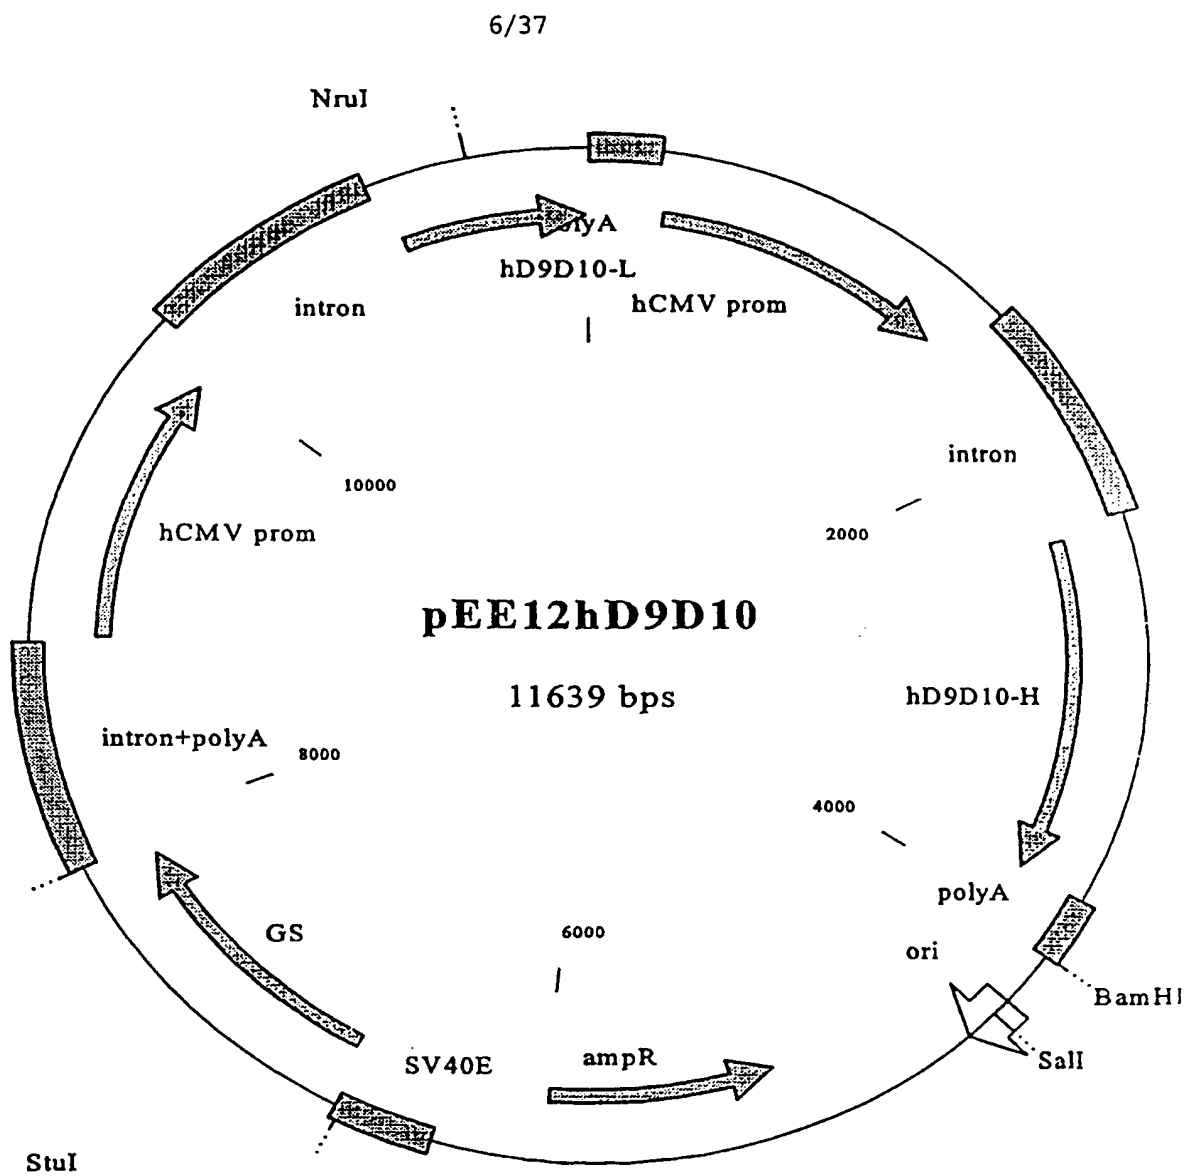 6/37
NruI
hD9D10-L
hCMV prom
intron
intron
10000
2000
hCMV prom
pEE12hD9D10
11639 bps
hD9D10-H
intron+polyA
8000
4000
polyA
GS
6000
ori
BamHI
SV40E
ampR
SalI
StuI